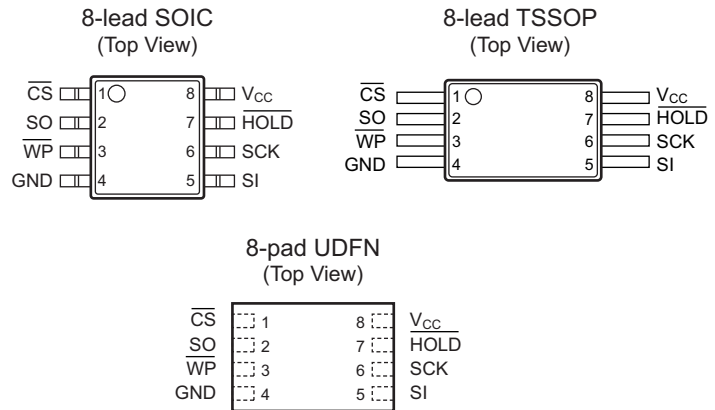 8-lead SOIC
(Top View)
CS 1 8 VCC
SO 2 7 HOLD
WP 3 6 SCK
GND 4 5 SI
8-lead TSSOP
(Top View)
CS 1 8 VCC
SO 2 7 HOLD
WP 3 6 SCK
GND 4 5 SI
8-pad UDFN
(Top View)
CS 1 8 VCC
SO 2 7 HOLD
WP 3 6 SCK
GND 4 5 SI